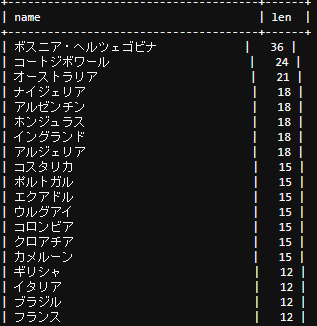 +------------------------------------+-----+
| name | len |
+------------------------------------+-----+
| ボスニア・ヘルツェゴビナ | 36 |
| コートジボワール | 24 |
| オーストラリア | 21 |
| ナイジェリア | 18 |
| アルゼンチン | 18 |
| ホンジュラス | 18 |
| イングランド | 18 |
| アルジェリア | 18 |
| コスタリカ | 15 |
| ポルトガル | 15 |
| エクアドル | 15 |
| ウルグアイ | 15 |
| コロンビア | 15 |
| クロアチア | 15 |
| カメルーン | 15 |
| ギリシャ | 12 |
| イタリア | 12 |
| ブラジル | 12 |
| フランス | 12 |